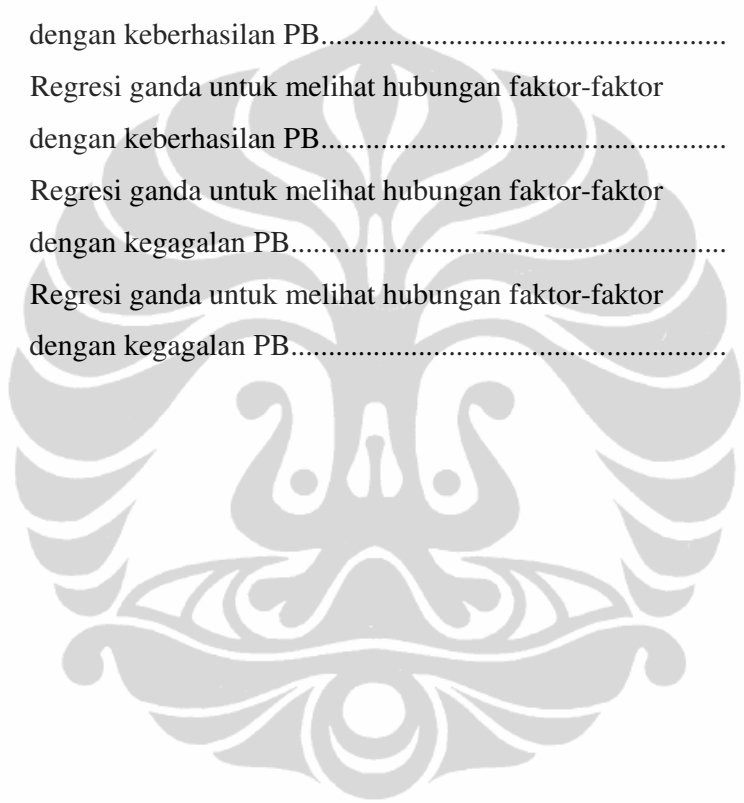 dengan keberhasilan PB......................................................
Regresi ganda untuk melihat hubungan faktor-faktor
dengan keberhasilan PB......................................................
Regresi ganda untuk melihat hubungan faktor-faktor
dengan kegagalan PB..........................................................
Regresi ganda untuk melihat hubungan faktor-faktor
dengan kegagalan PB..........................................................